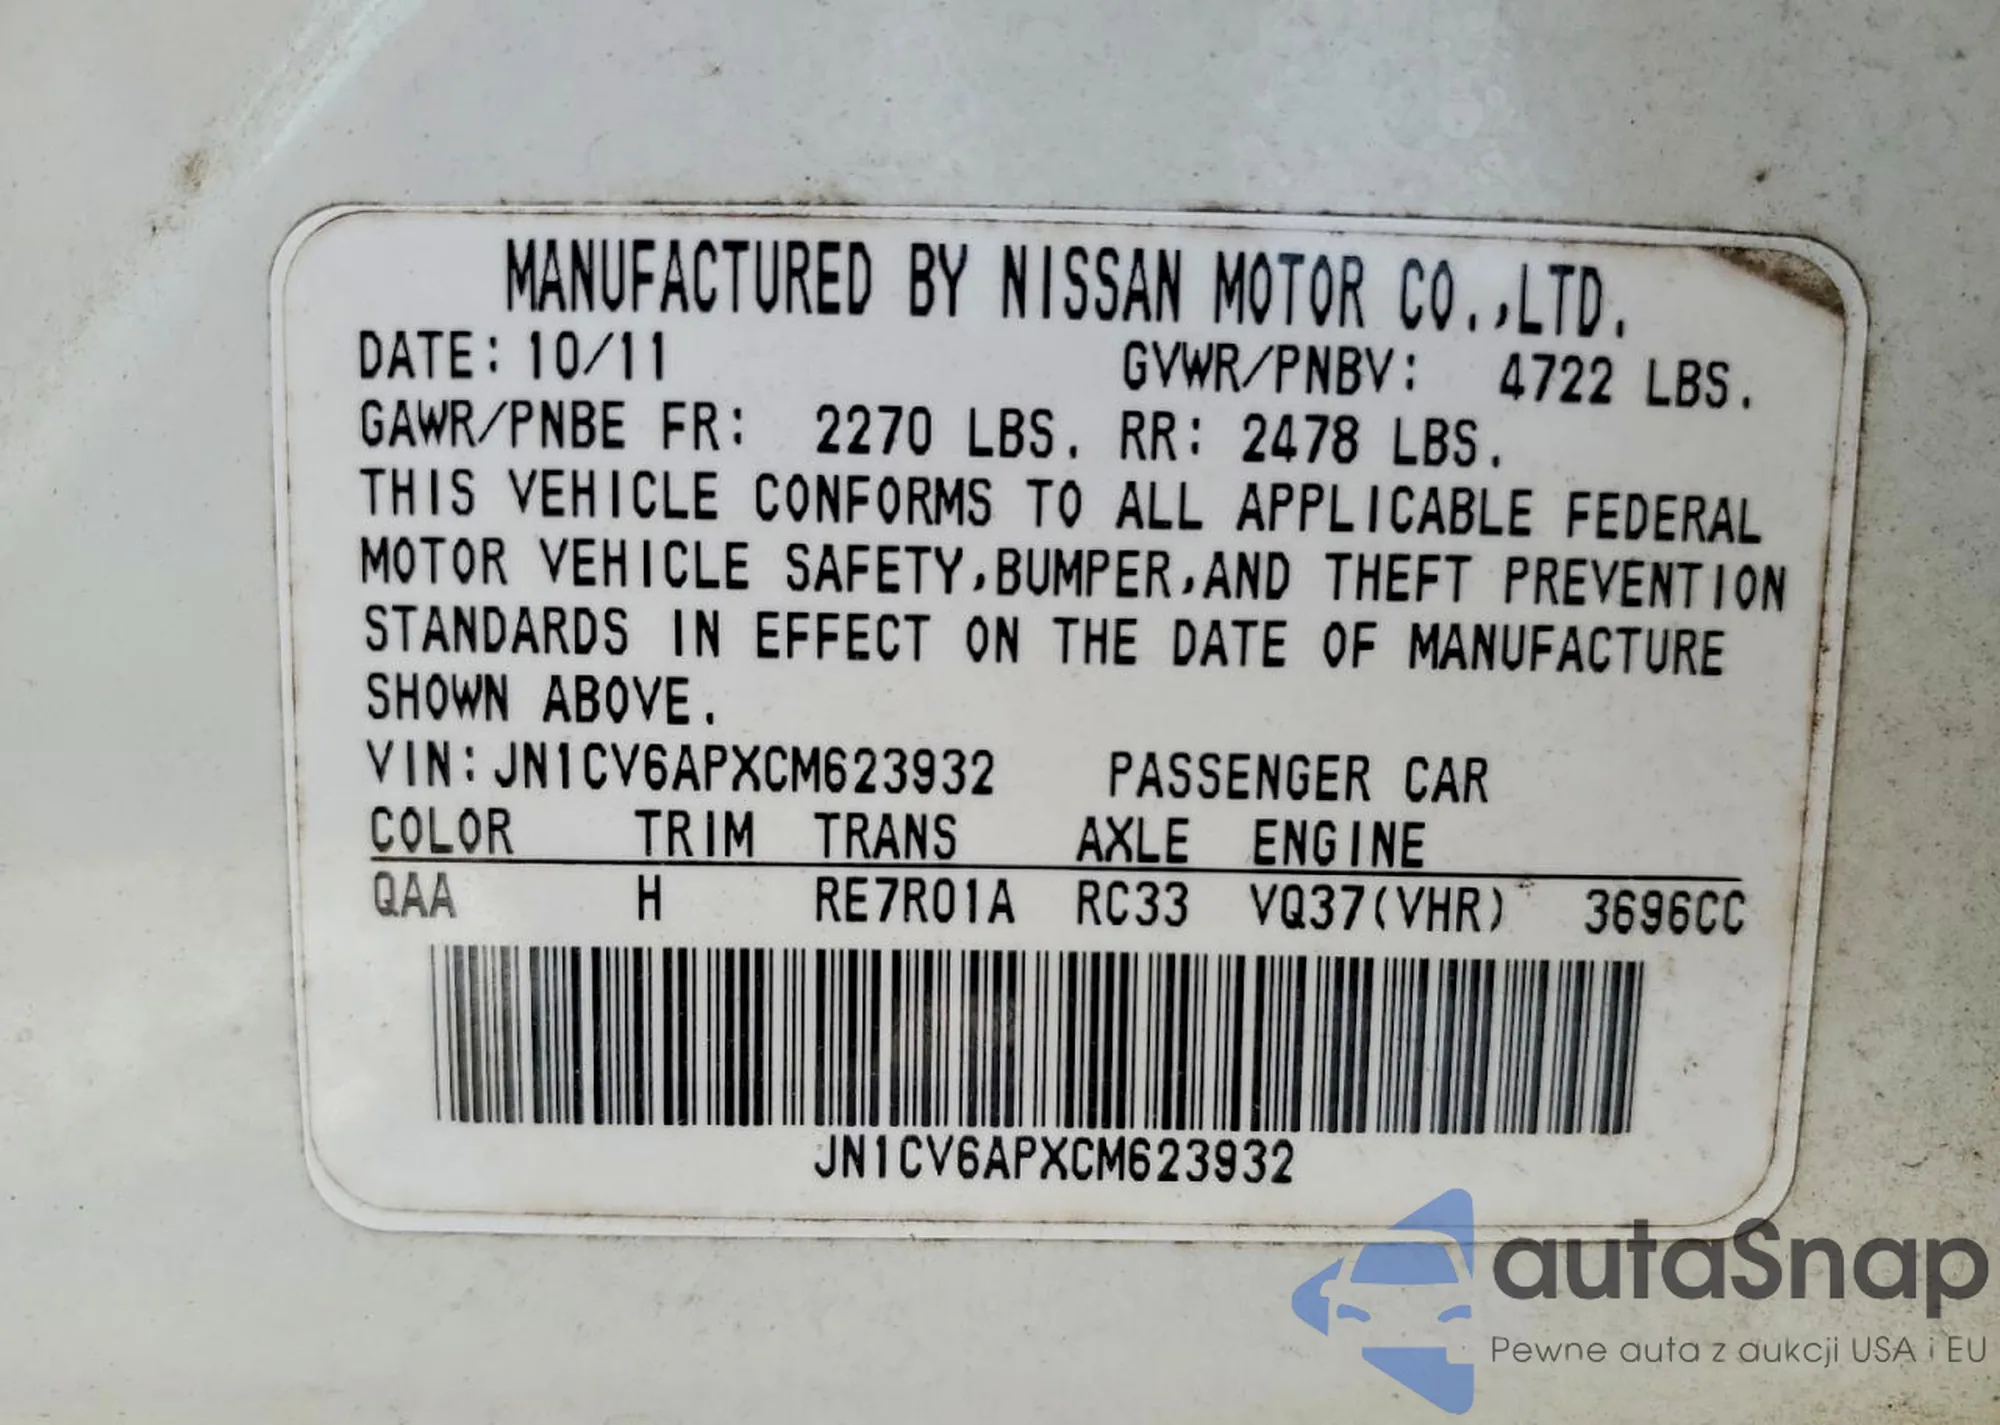 MANUFACTURED BY NISSAN MOTOR CO.,LTD.
DATE: 10/11 GVWR/PNBV: 4722 LBS.
GAWR/PNBE FR: 2270 LBS. RR: 2478 LBS.
THIS VEHICLE CONFORMS TO ALL APPLICABLE FEDERAL
MOTOR VEHICLE SAFETY,BUMPER,AND THEFT PREVENTION
STANDARDS IN EFFECT ON THE DATE OF MANUFACTURE
SHOWN ABOVE.
VIN:JN1CV6APXCM623932 PASSENGER CAR
COLOR TRIM TRANS AXLE ENGINE
QAA H RE7R01A RC33 VQ37(VHR) 3696CC
JN1CV6APXCM623932
autaSnap
Pewne auta z aukcji USA i EU